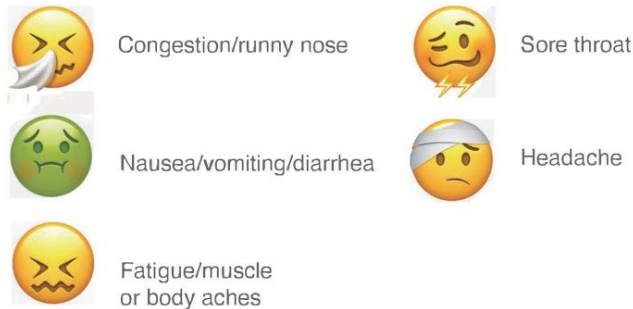 Congestion/runny nose
Sore throat
Nausea/vomiting/diarrhea
Headache
Fatigue/muscle
or body aches